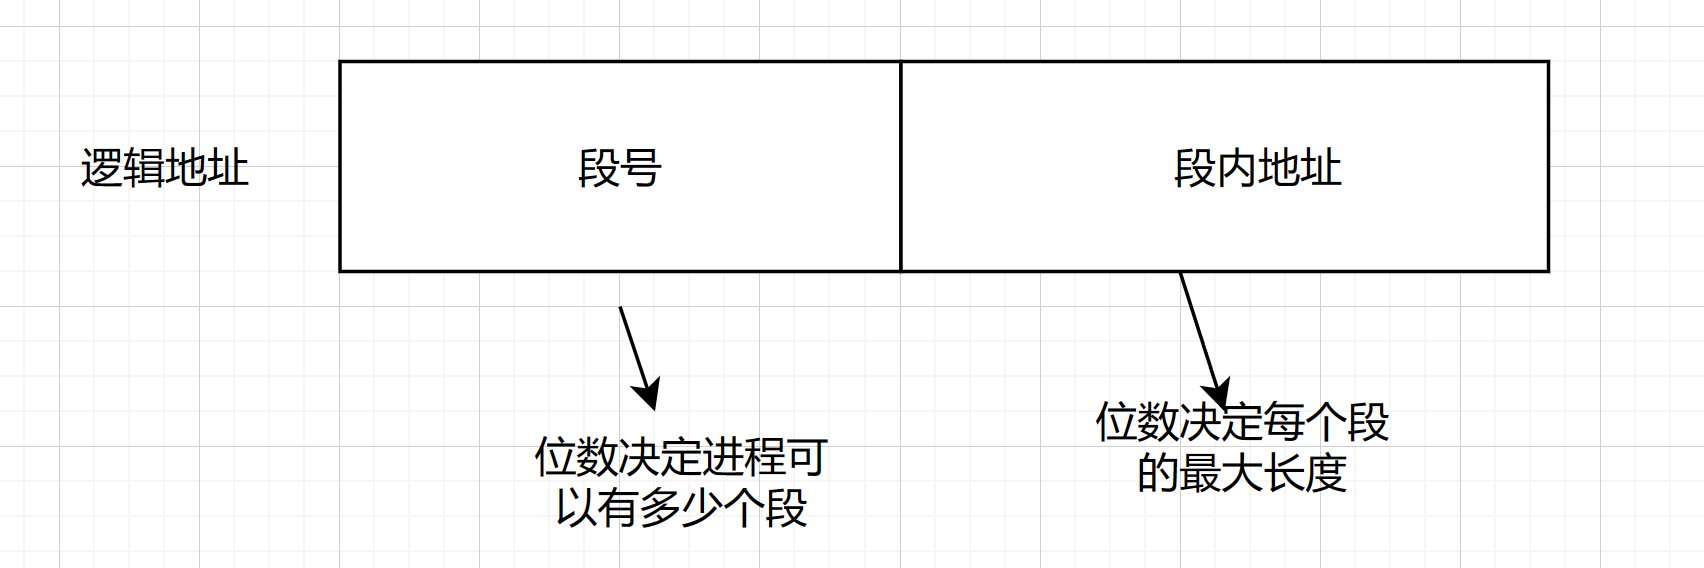 逻辑地址
段号
段内地址
位数决定进程可
以有多少个段
位数决定每个段
的最大长度